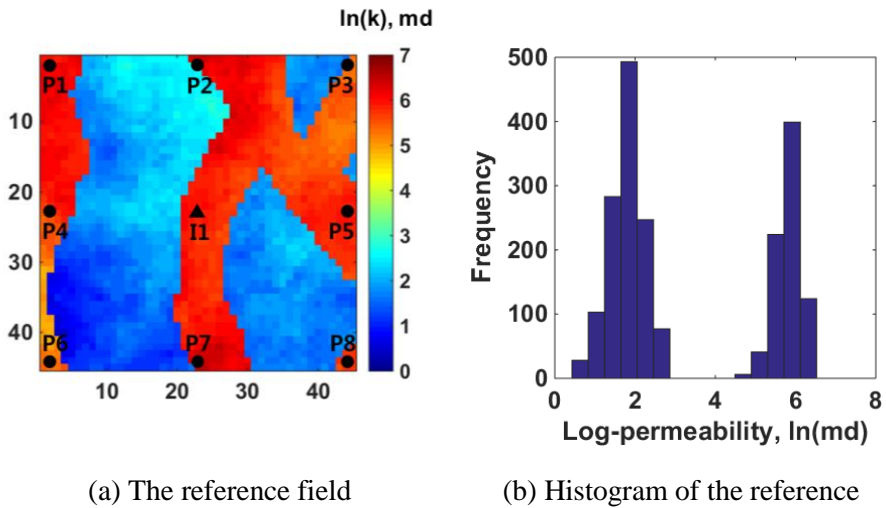 ln(k), md
P1 P2 P3
P4 I1 P5
P6 P7 P8
10
20
30
40
10 20 30 40
7
6
5
4
3
2
1
0
Frequency
500
400
300
200
100
0
0 2 4 6 8
Log-permeability, ln(md)
(a) The reference field
(b) Histogram of the reference